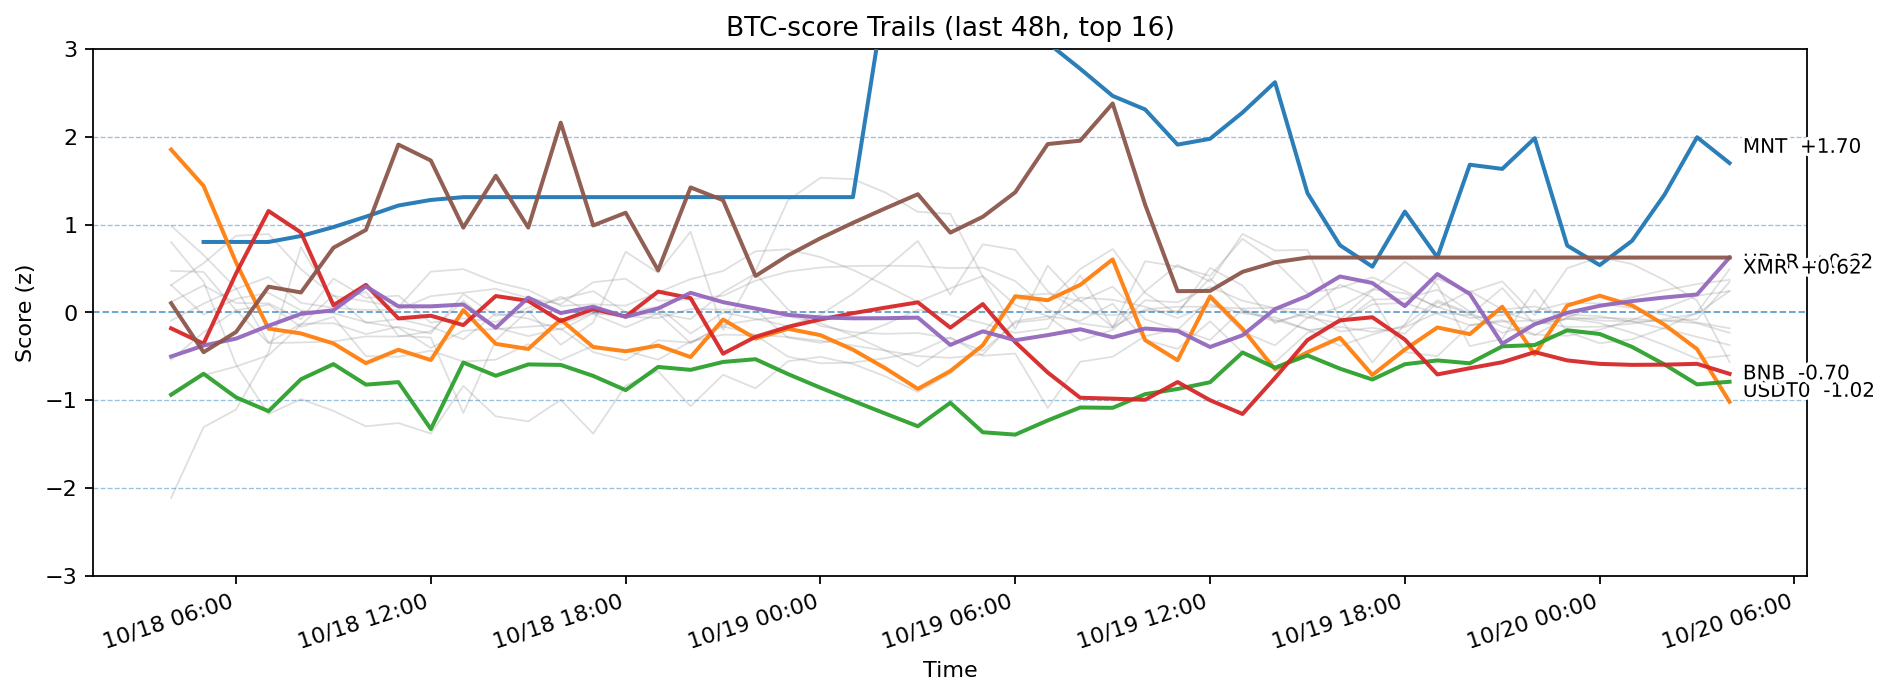 BTC-score Trails (last 48h, top 16)
Score (z)
3
2
1
0
−1
−2
−3
MNT +1.70
XMR +0.62
BNB -0.70
USDT0 -1.02
10/18 06:00
10/18 12:00
10/18 18:00
10/19 00:00
10/19 06:00
10/19 12:00
10/19 18:00
10/20 00:00
10/20 06:00
Time